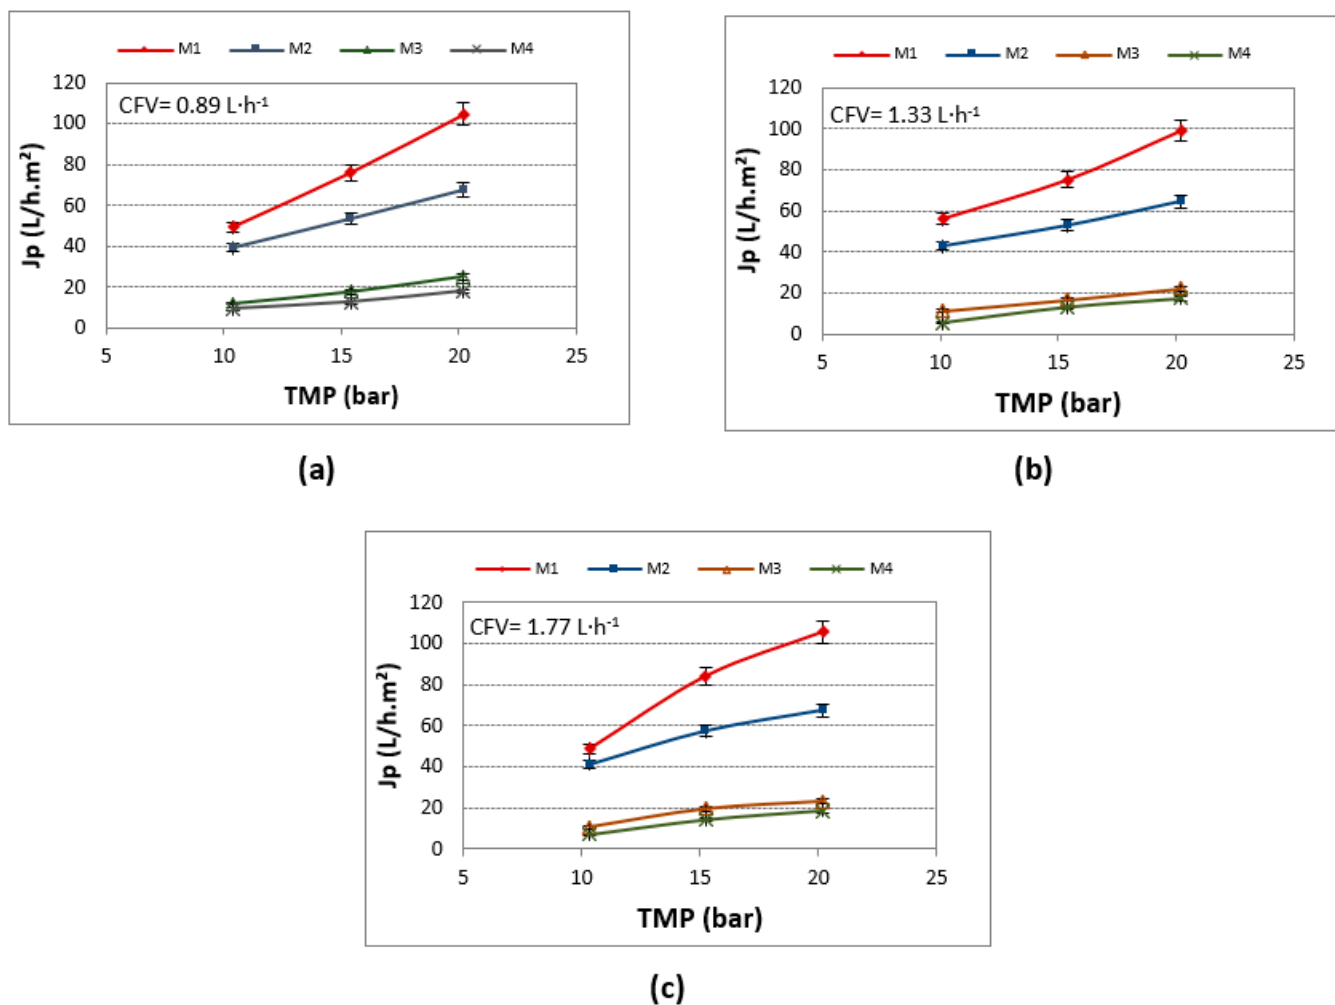 M1 M2 M3 M4
CFV= 0.89 L·h⁻¹
120
100
80
60
40
20
0
Jp (L/h.m²)
5 10 15 20 25
TMP (bar)
(a)
M1 M2 M3 M4
CFV= 1.33 L·h⁻¹
120
100
80
60
40
20
0
Jp (L/h.m²)
5 10 15 20 25
TMP (bar)
(b)
M1 M2 M3 M4
CFV= 1.77 L·h⁻¹
120
100
80
60
40
20
0
Jp (L/h.m²)
5 10 15 20 25
TMP (bar)
(c)